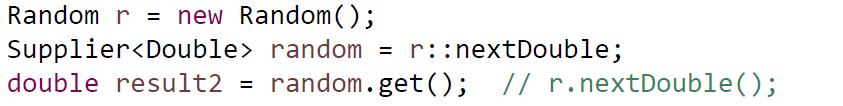 Random r = new Random();
Supplier<Double> random = r::nextDouble;
double result2 = random.get();  // r.nextDouble();